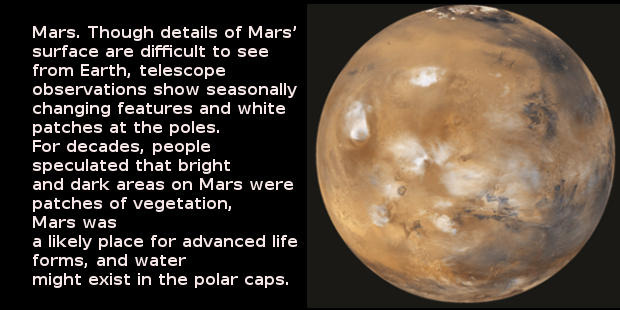 Mars. Though details of Mars’
surface are difficult to see
from Earth, telescope
observations show seasonally
changing features and white
patches at the poles.
For decades, people
speculated that bright
and dark areas on Mars were
patches of vegetation,
Mars was
a likely place for advanced life
forms, and water
might exist in the polar caps.